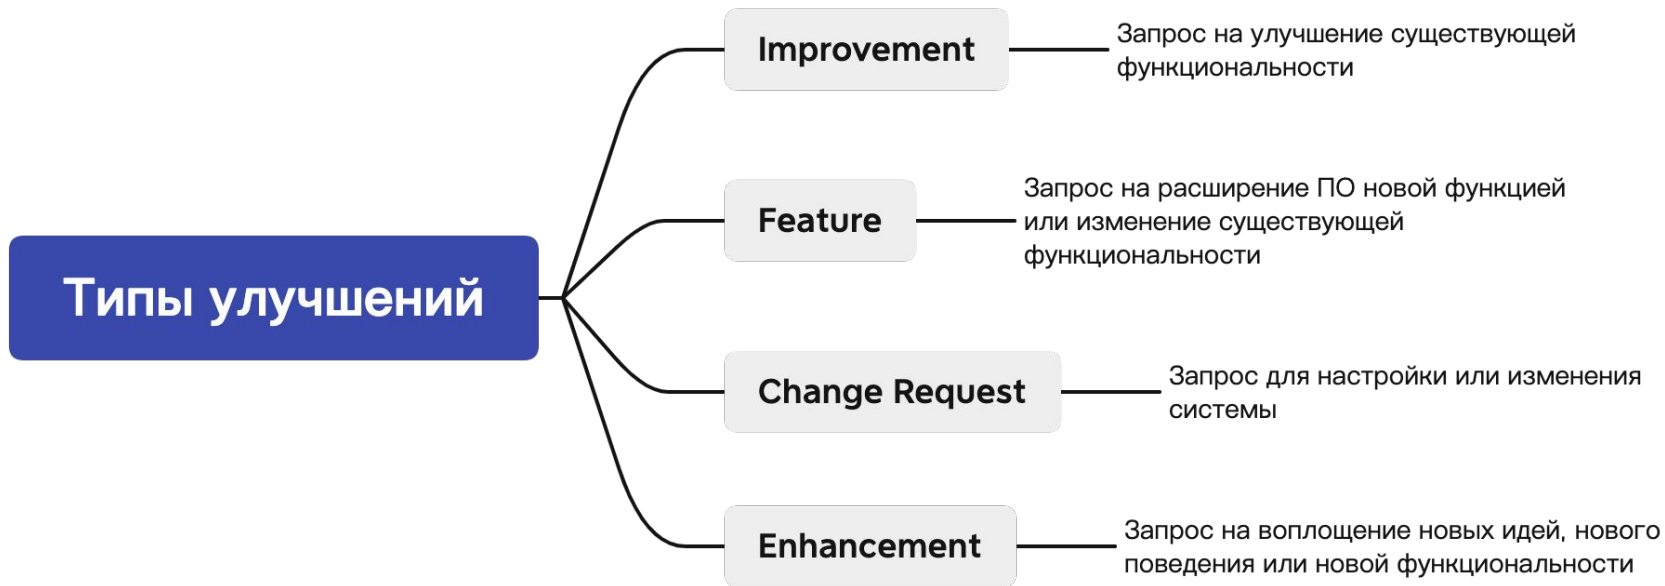 Типы улучшений
Improvement
Запрос на улучшение существующей
функциональности
Feature
Запрос на расширение ПО новой функцией
или изменение существующей
функциональности
Change Request
Запрос для настройки или изменения
системы
Enhancement
Запрос на воплощение новых идей, нового
поведения или новой функциональности